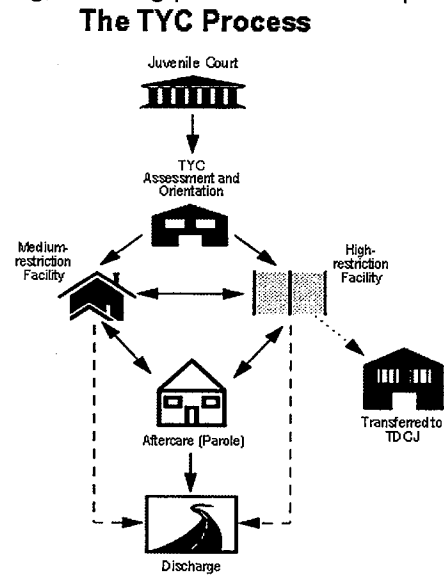 The TYC Process
Juvenile Court
TYC
Assessment and
Orientation
Medium-
restriction
Facility
High-
restriction
Facility
Aftercare (Parole)
Transferred to
TDCJ
Discharge